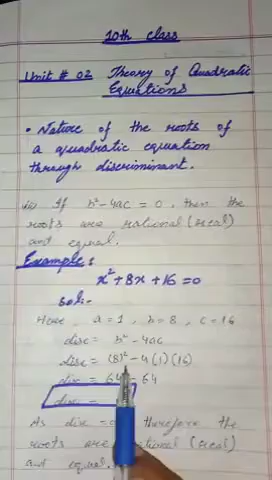 10th class
Unit # 02 Theory of Quadratic
Equations
• Nature of the roots of
a quadratic equation
through discriminant.
If b²-4ac = 0, then the
roots are rational (real)
and equal.
Example:
x²+8x+16=0
Sol:-
Here, a=1, b=8, c=16
disc = b²-4ac
disc = (8)²-4(1)(16)
disc = 64-64
disc =
As disc = therefore the
roots are (real)
and equal.